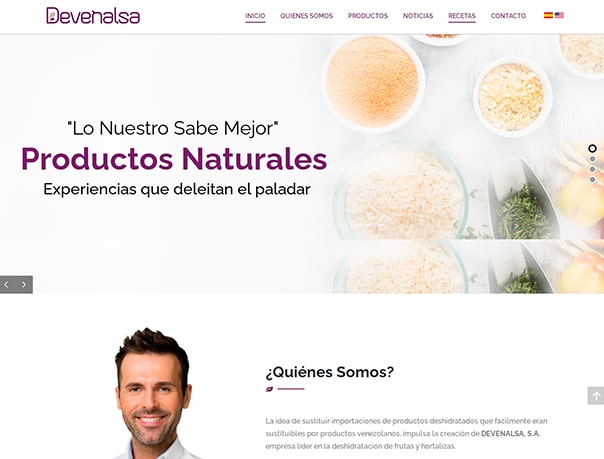 Devenalsa
INICIO QUIENES SOMOS PRODUCTOS NOTICIAS RECETAS CONTACTO
"Lo Nuestro Sabe Mejor"
Productos Naturales
Experiencias que deleitan el paladar
¿Quiénes Somos?
La idea de sustituir importaciones de productos deshidratados que fácilmente eran
sustituibles por productos venezolanos, impulsa la creación de DEVENALSA, S.A.
empresa líder en la deshidratación de frutas y hortalizas.